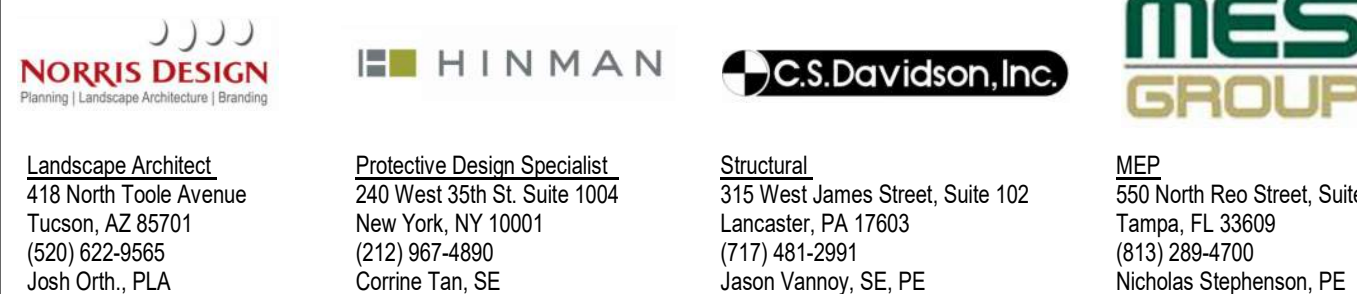 NORRIS DESIGN
Planning | Landscape Architecture | Branding
Landscape Architect
418 North Toole Avenue
Tucson, AZ 85701
(520) 622-9565
Josh Orth., PLA
HINMAN
Protective Design Specialist
240 West 35th St. Suite 1004
New York, NY 10001
(212) 967-4890
Corrine Tan, SE
C.S.Davidson, Inc.
Structural
315 West James Street, Suite 102
Lancaster, PA 17603
(717) 481-2991
Jason Vannoy, SE, PE
MES
GROUP
MEP
550 North Reo Street, Suite
Tampa, FL 33609
(813) 289-4700
Nicholas Stephenson, PE